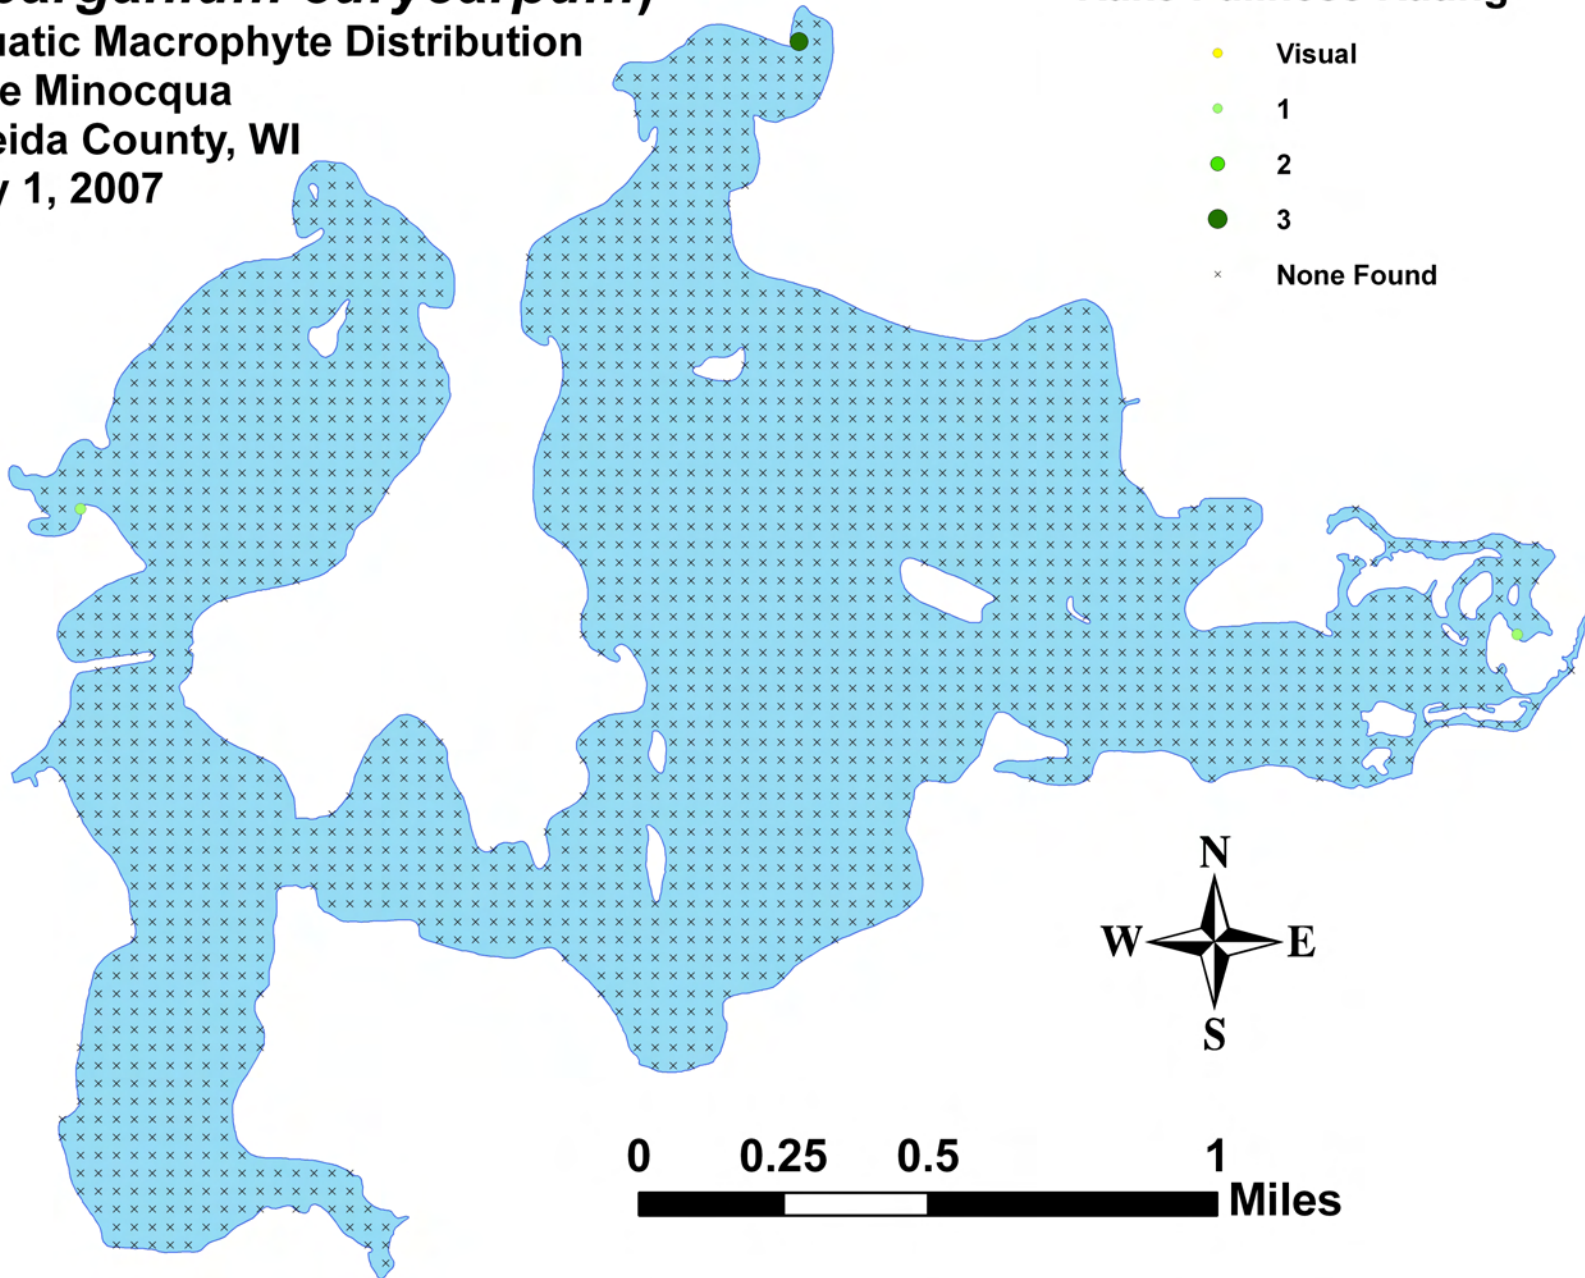 uatic Macrophyte Distribution
e Minocqua
eida County, WI
y 1, 2007
Visual
1
2
3
None Found
N
W E
S
0 0.25 0.5 1
Miles